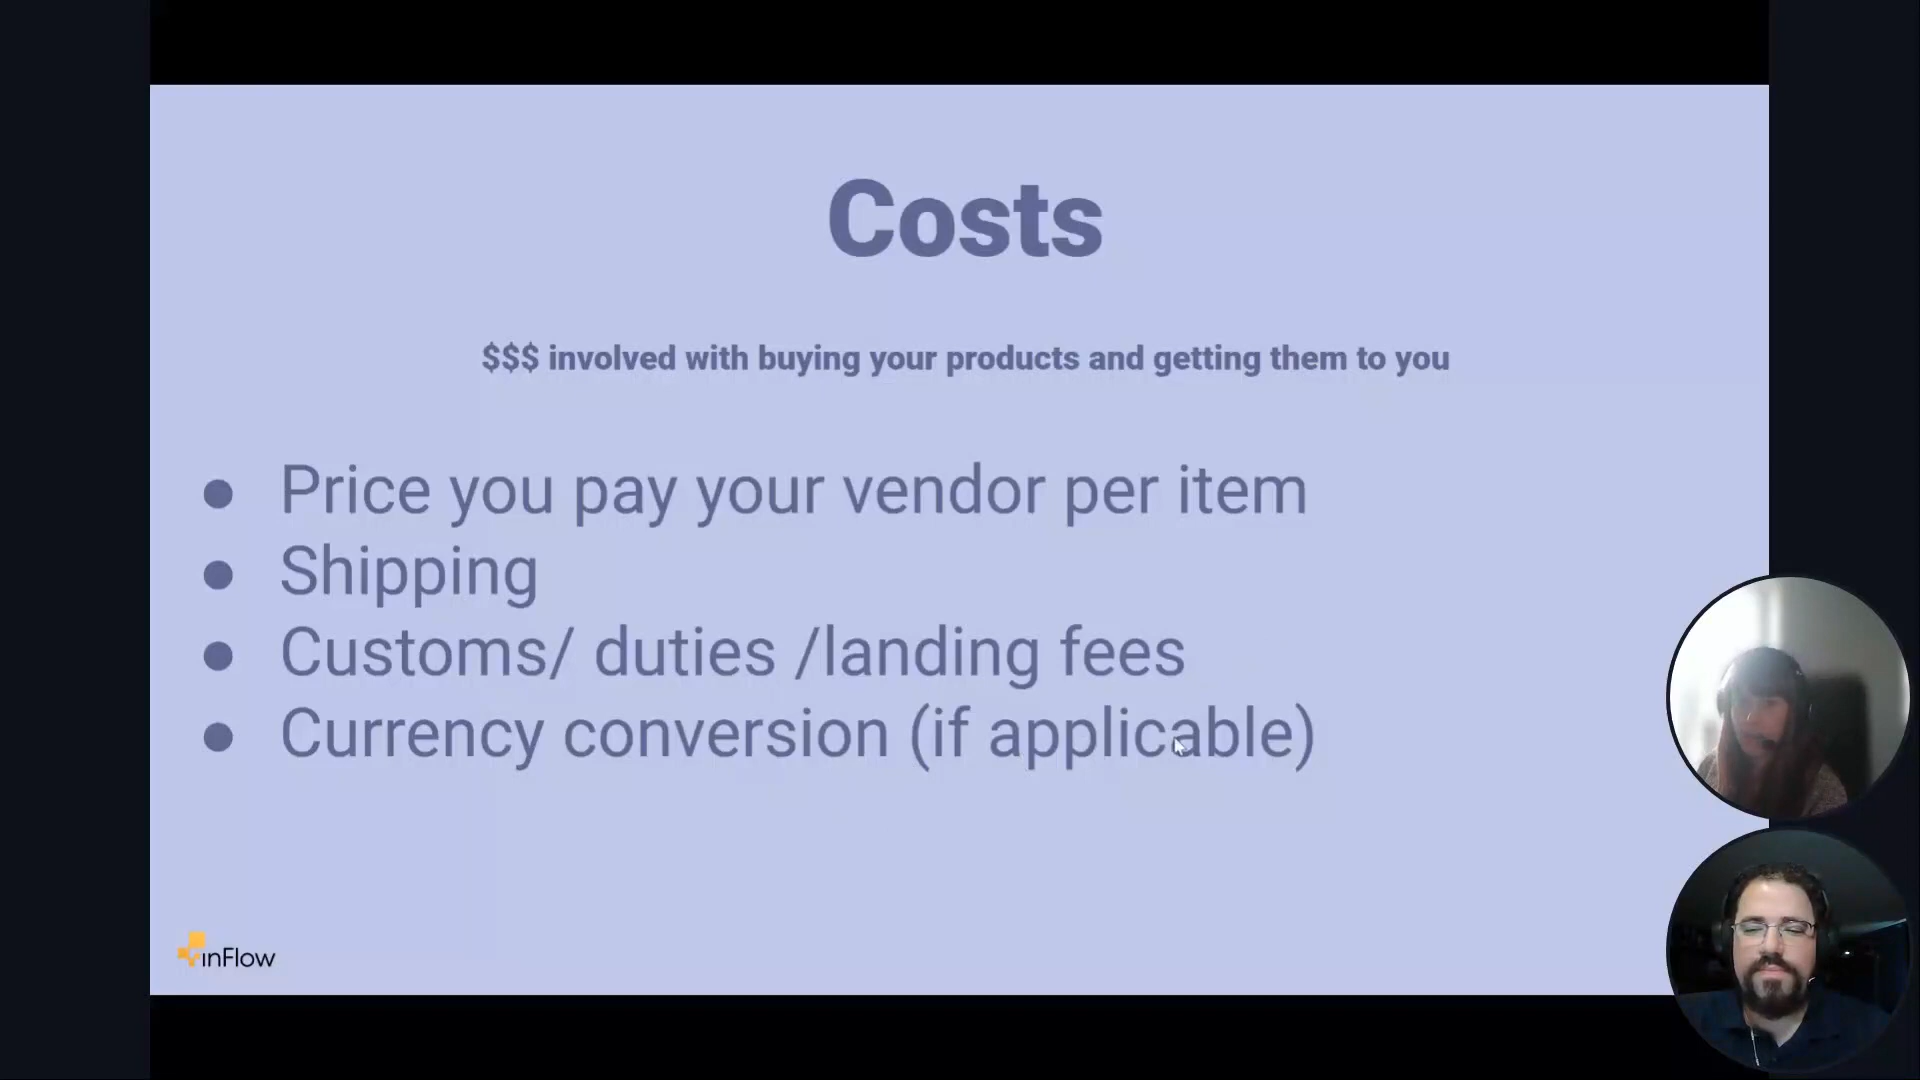 Costs
$$$ involved with buying your products and getting them to you
● Price you pay your vendor per item
● Shipping
● Customs/ duties /landing fees
● Currency conversion (if applicable)
inFlow